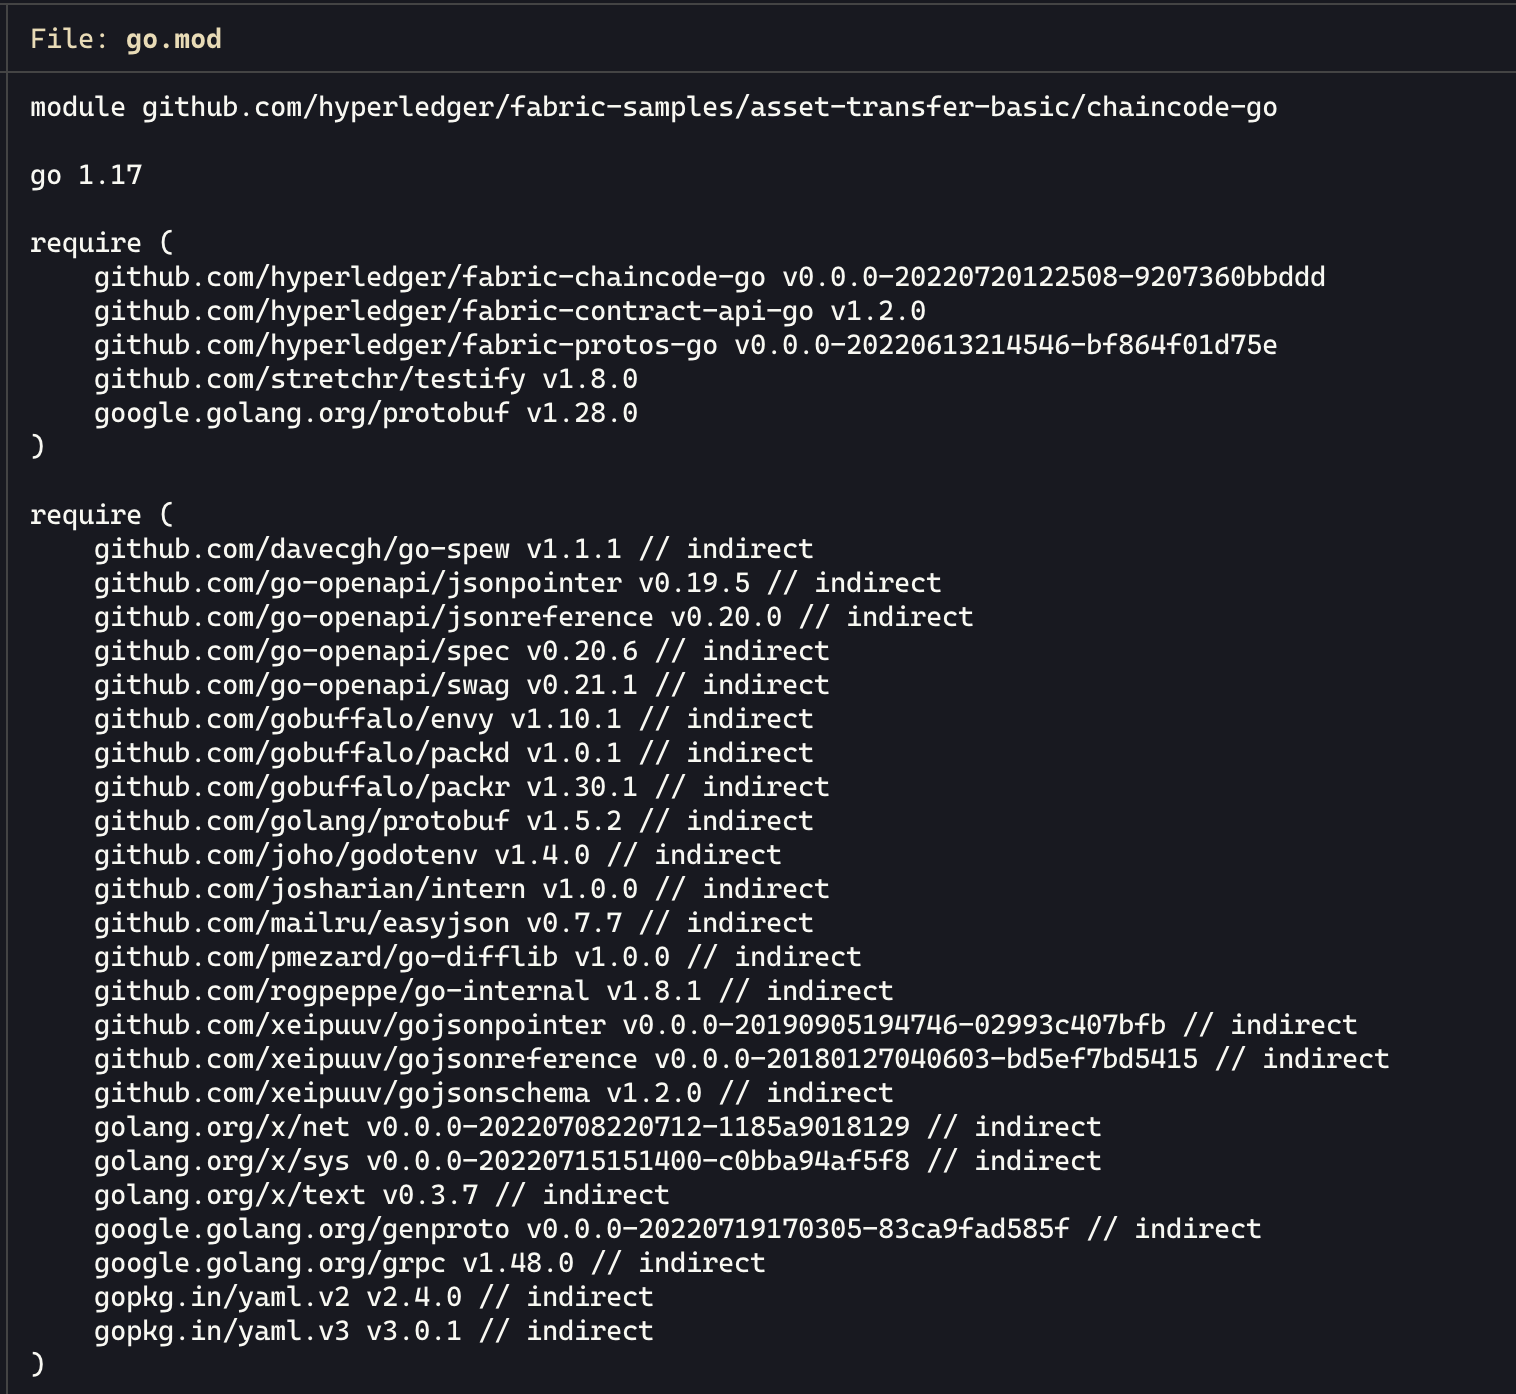 File: go.mod
module github.com/hyperledger/fabric-samples/asset-transfer-basic/chaincode-go
go 1.17
require (
github.com/hyperledger/fabric-chaincode-go v0.0.0-20220720122508-9207360bbddd
github.com/hyperledger/fabric-contract-api-go v1.2.0
github.com/hyperledger/fabric-protos-go v0.0.0-20220613214546-bf864f01d75e
github.com/stretchr/testify v1.8.0
google.golang.org/protobuf v1.28.0
)
require (
github.com/davecgh/go-spew v1.1.1 // indirect
github.com/go-openapi/jsonpointer v0.19.5 // indirect
github.com/go-openapi/jsonreference v0.20.0 // indirect
github.com/go-openapi/spec v0.20.6 // indirect
github.com/go-openapi/swag v0.21.1 // indirect
github.com/gobuffalo/envy v1.10.1 // indirect
github.com/gobuffalo/packd v1.0.1 // indirect
github.com/gobuffalo/packr v1.30.1 // indirect
github.com/golang/protobuf v1.5.2 // indirect
github.com/joho/godotenv v1.4.0 // indirect
github.com/josharian/intern v1.0.0 // indirect
github.com/mailru/easyjson v0.7.7 // indirect
github.com/pmezard/go-difflib v1.0.0 // indirect
github.com/rogpeppe/go-internal v1.8.1 // indirect
github.com/xeipuuv/gojsonpointer v0.0.0-20190905194746-02993c407bfb // indirect
github.com/xeipuuv/gojsonreference v0.0.0-20180127040603-bd5ef7bd5415 // indirect
github.com/xeipuuv/gojsonschema v1.2.0 // indirect
golang.org/x/net v0.0.0-20220708220712-1185a9018129 // indirect
golang.org/x/sys v0.0.0-20220715151400-c0bba94af5f8 // indirect
golang.org/x/text v0.3.7 // indirect
google.golang.org/genproto v0.0.0-20220719170305-83ca9fad585f // indirect
google.golang.org/grpc v1.48.0 // indirect
gopkg.in/yaml.v2 v2.4.0 // indirect
gopkg.in/yaml.v3 v3.0.1 // indirect
)